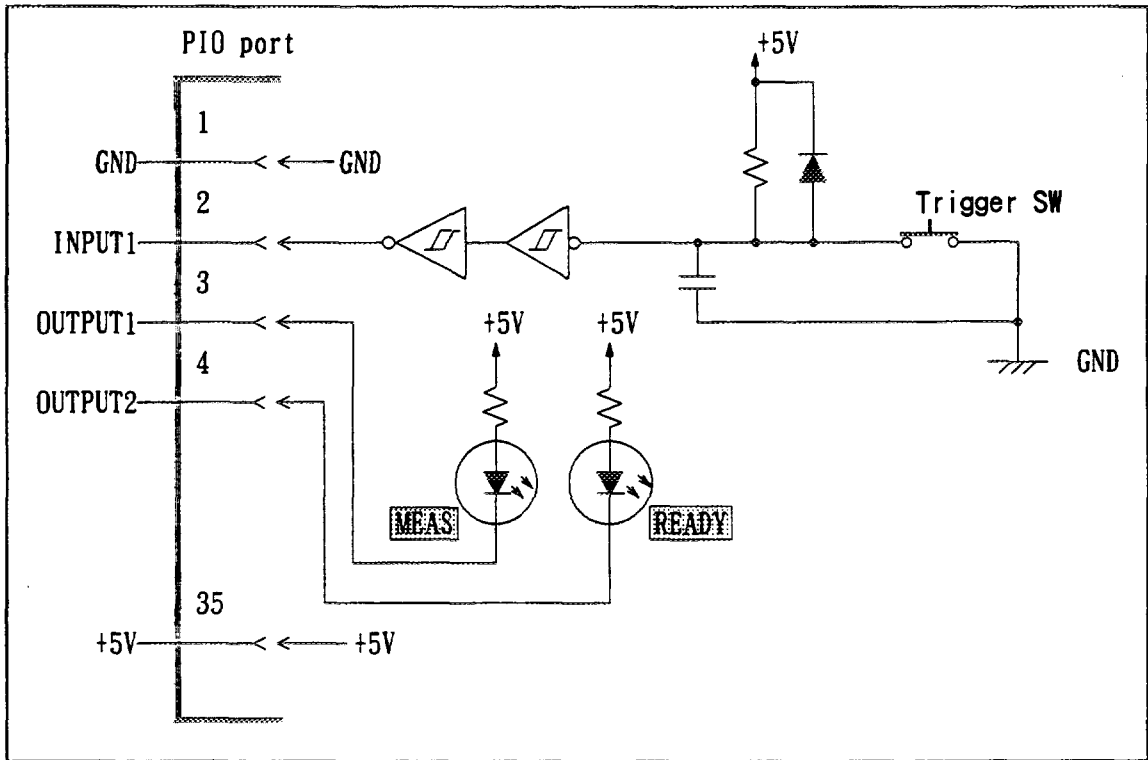 PIO port
+5V
1
GND
GND
2
Trigger SW
INPUT1
3
OUTPUT1
+5V
+5V
4
GND
OUTPUT2
MEAS
READY
35
+5V
+5V